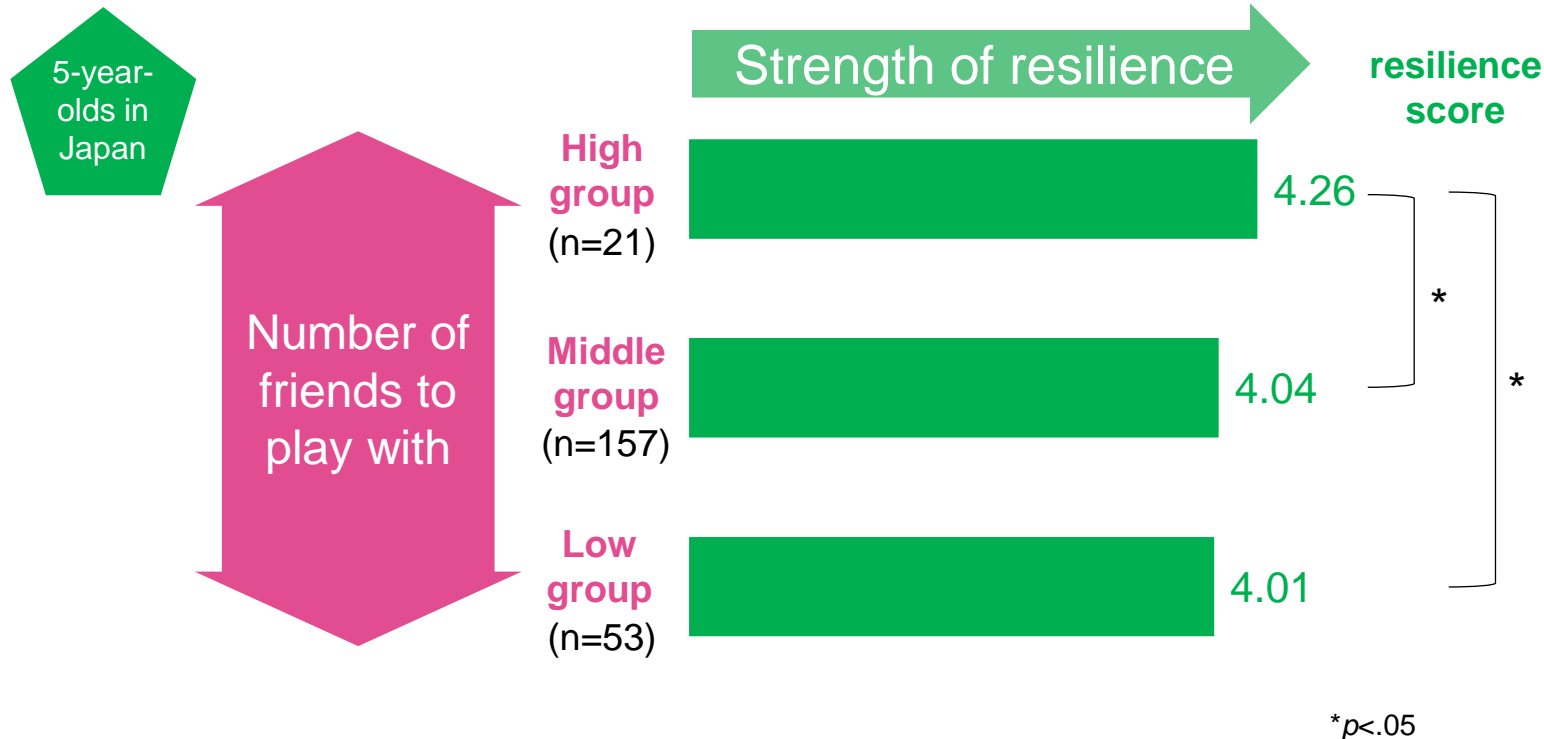 5-year-
olds in
Japan
Strength of resilience
resilience
score
Number of
friends to
play with
High
group
(n=21)
4.26
*
Middle
group
(n=157)
4.04
*
Low
group
(n=53)
4.01
*p<.05